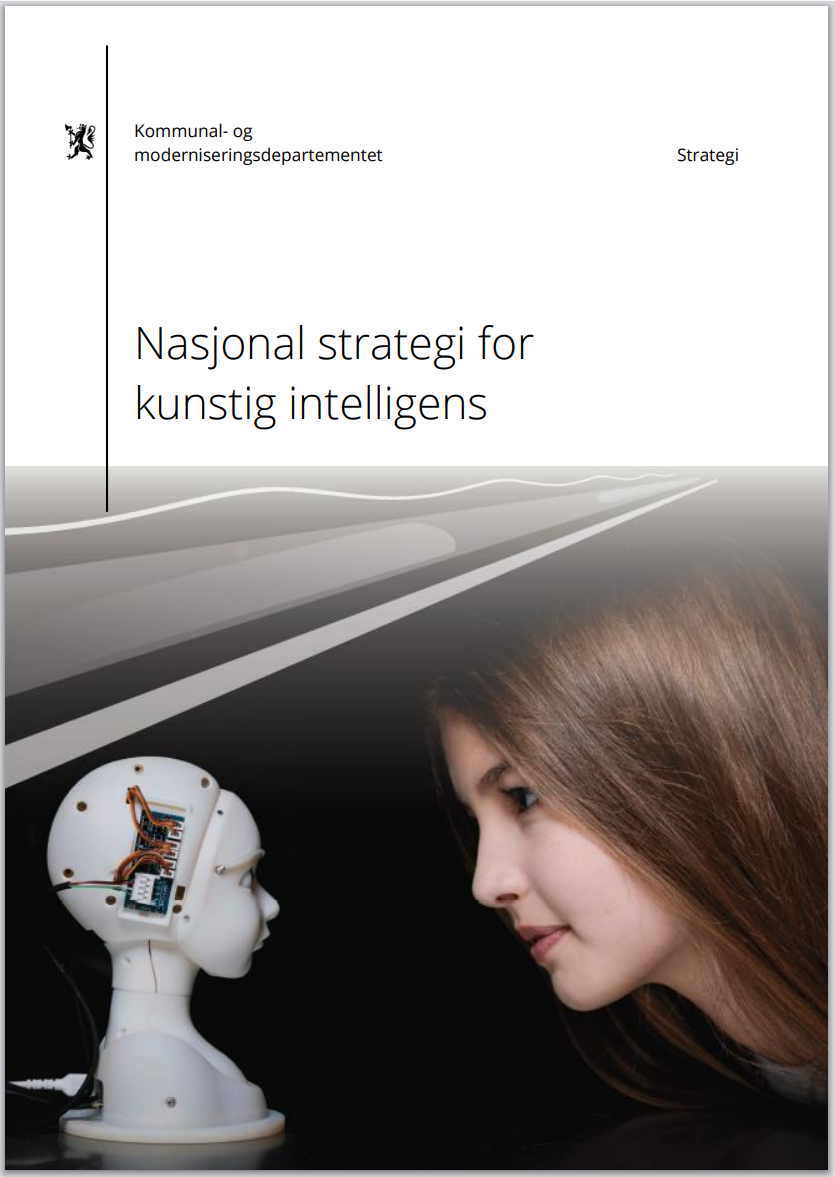 Kommunal- og
moderniseringsdepartementet
Strategi
Nasjonal strategi for
kunstig intelligens